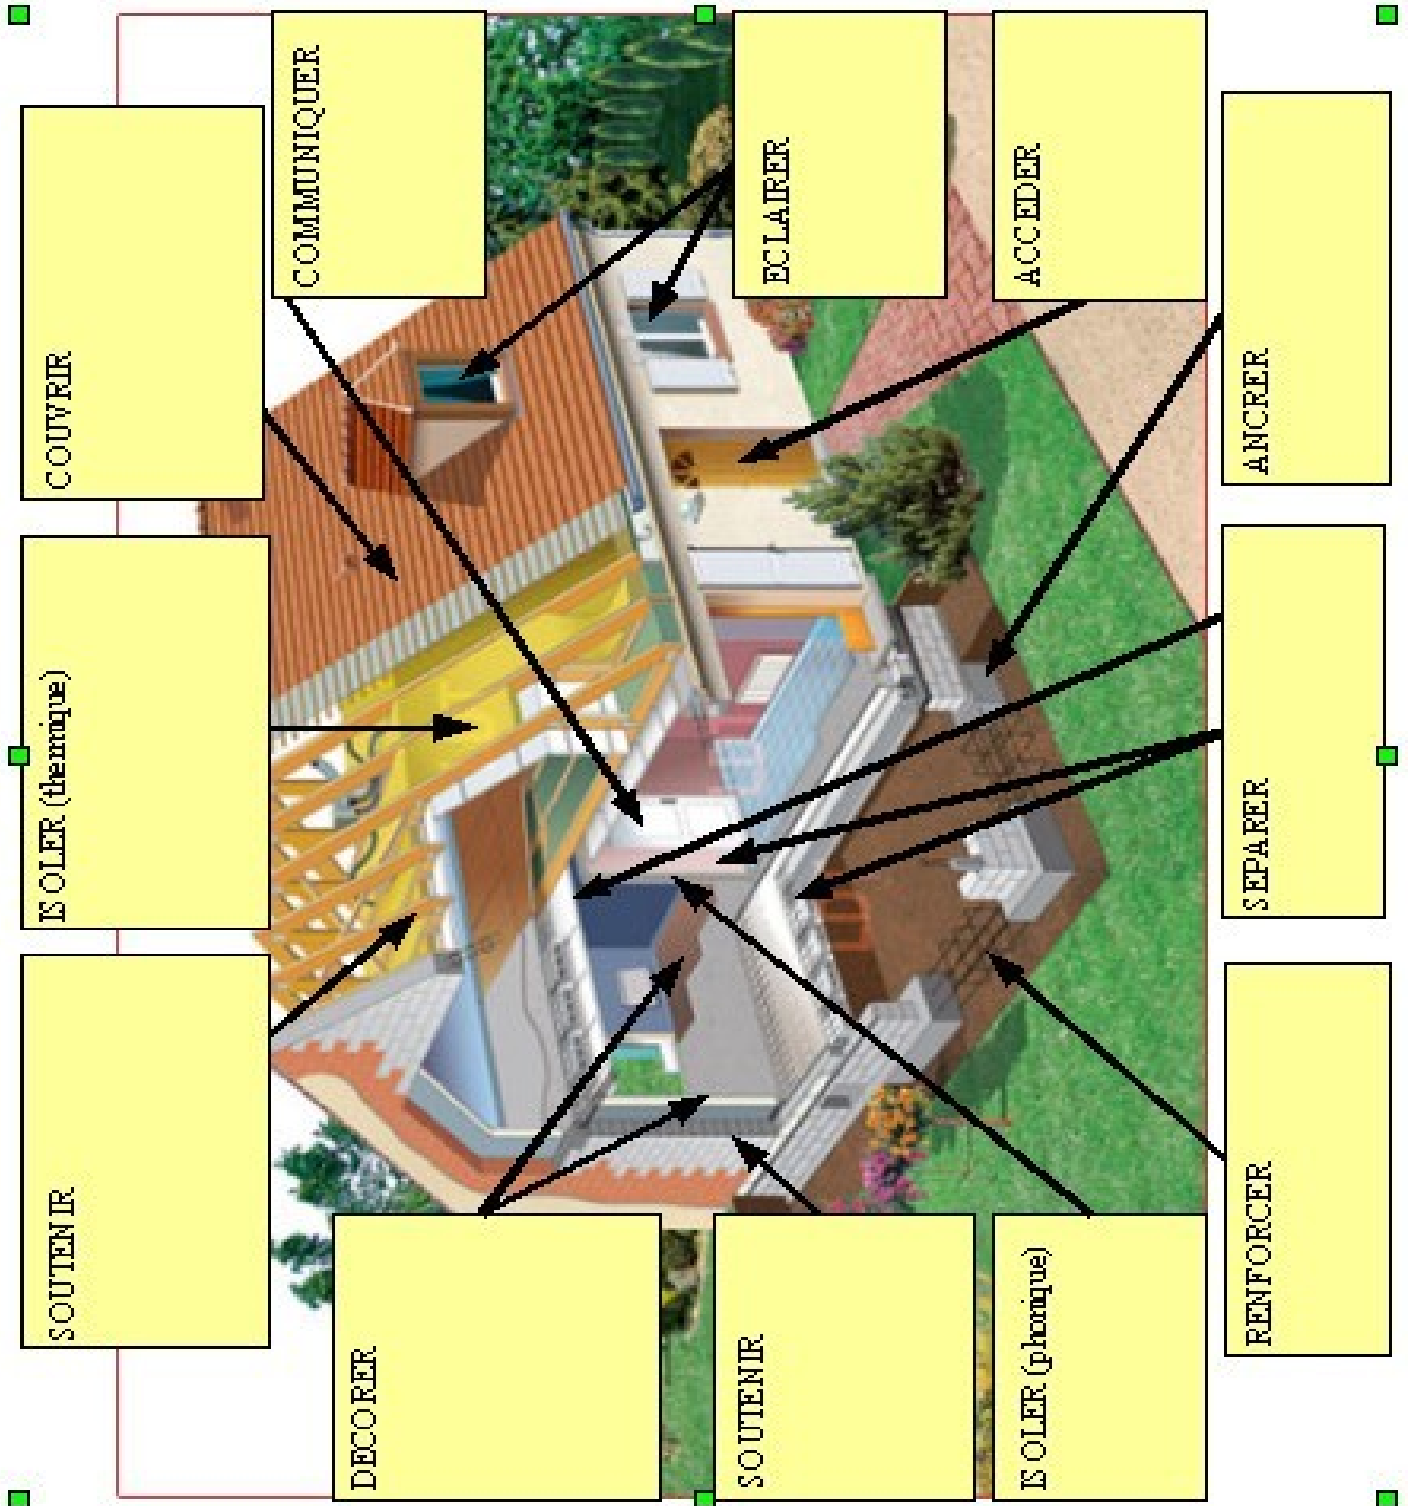 SOUTENIR
ISOLER (thermique)
COUVRIR
COMMUNIQUER
DECORER
SOUTENIR
ECLAIRER
ISOLER (phonique)
ACCEDER
RENFORCER
SEPARER
ANCRER